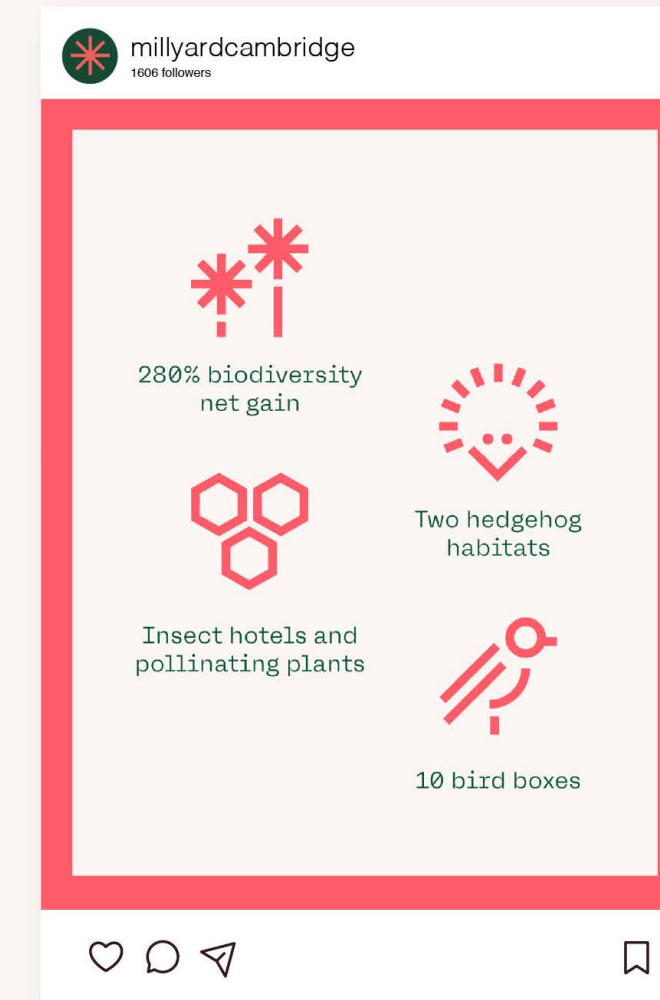 millyardcambridge
1606 followers
280% biodiversity
net gain
Two hedgehog
habitats
Insect hotels and
pollinating plants
10 bird boxes